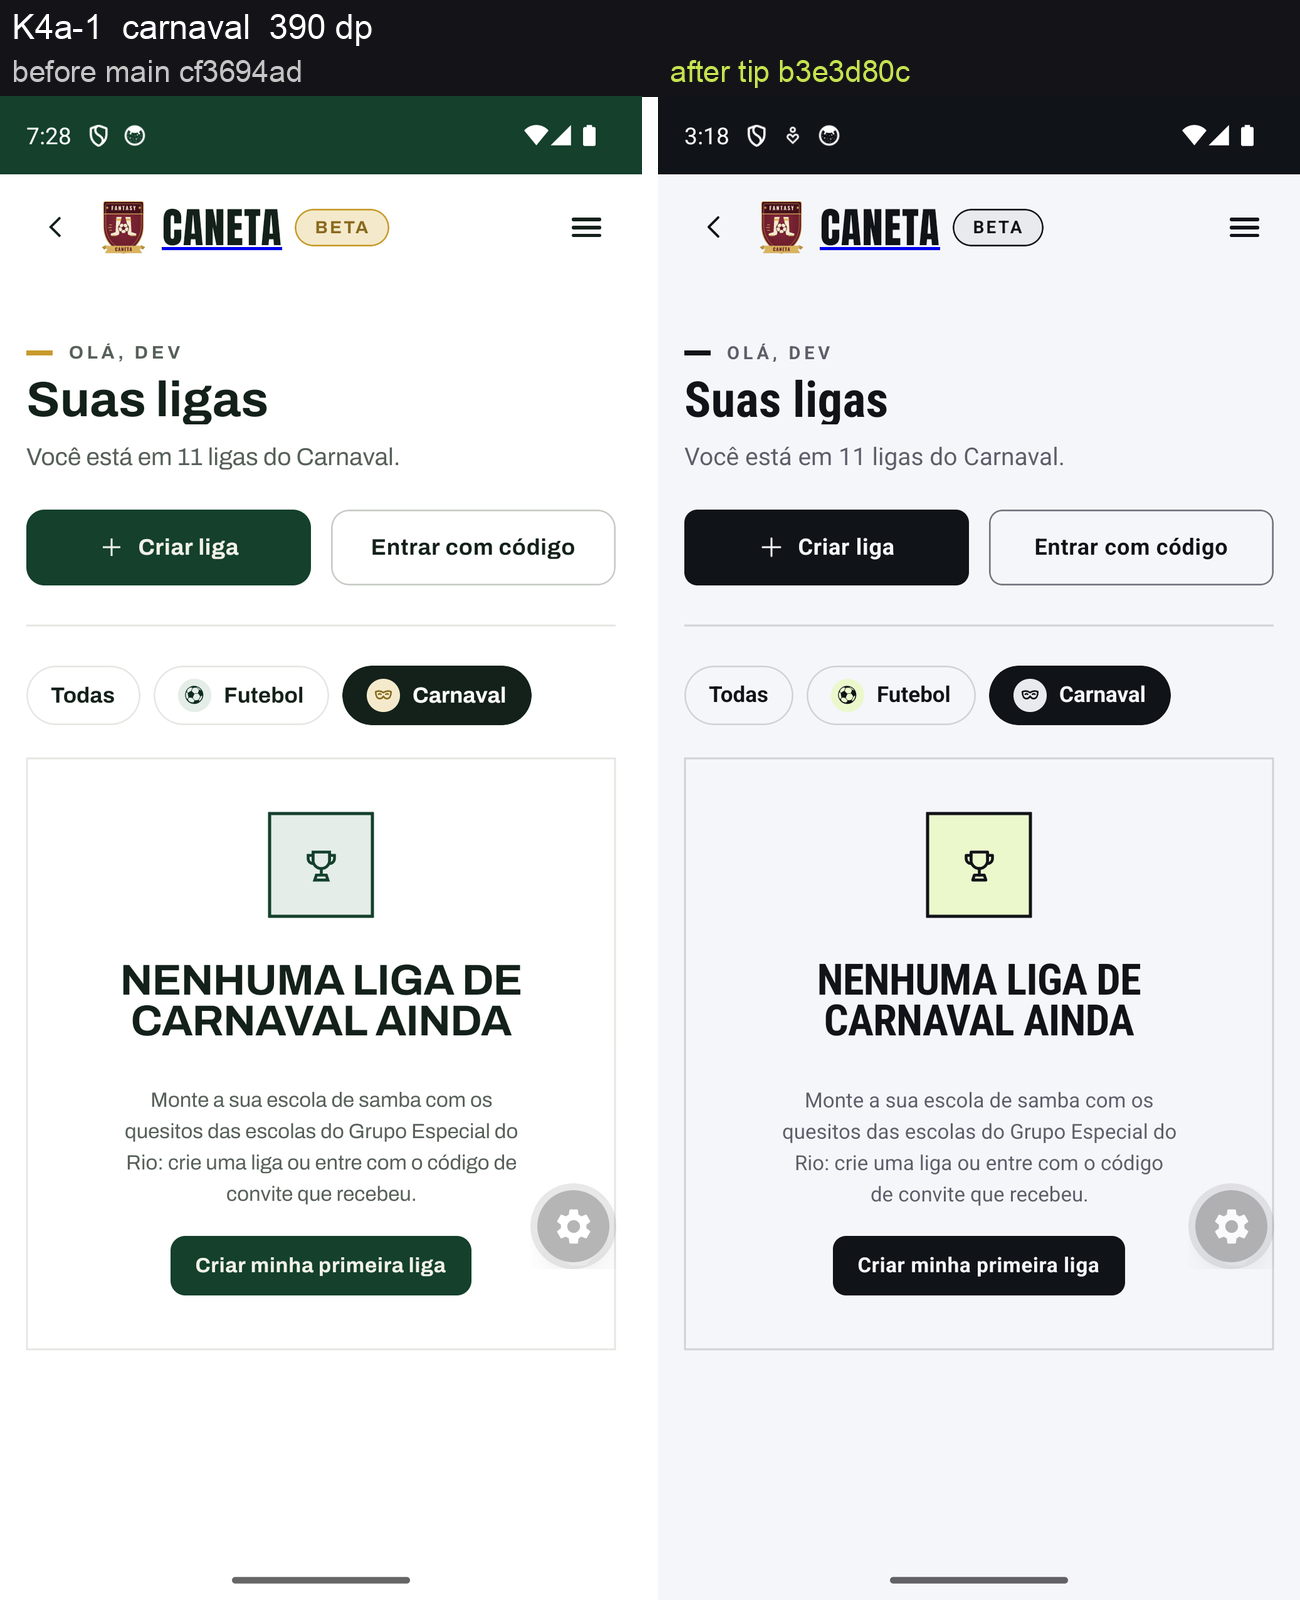 K4a-1 carnaval 390 dp
before main cf3694ad
after tip b3e3d80c
7:28
FANTASY
CANETA
CANETA
BETA
OLÁ, DEV
Suas ligas
Você está em 11 ligas do Carnaval.
Criar liga
Entrar com código
Todas
Futebol
Carnaval
NENHUMA LIGA DE
CARNAVAL AINDA
Monte a sua escola de samba com os
quesitos das escolas do Grupo Especial do
Rio: crie uma liga ou entre com o código de
convite que recebeu.
Criar minha primeira liga
3:18
FANTASY
CANETA
CANETA
BETA
OLÁ, DEV
Suas ligas
Você está em 11 ligas do Carnaval.
Criar liga
Entrar com código
Todas
Futebol
Carnaval
NENHUMA LIGA DE
CARNAVAL AINDA
Monte a sua escola de samba com os
quesitos das escolas do Grupo Especial do
Rio: crie uma liga ou entre com o código
de convite que recebeu.
Criar minha primeira liga